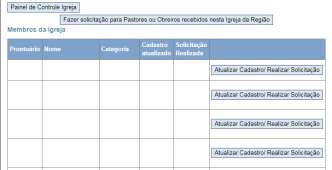 Painel de Controle Igreja
Fazer solicitação para Pastores ou Obreiros recebidos nesta Igreja da Região
Membros da Igreja
Prontuário Nome Categoria Cadastro atualizado Solicitação Realizada
Atualizar Cadastro/ Realizar Solicitação
Atualizar Cadastro/ Realizar Solicitação
Atualizar Cadastro/ Realizar Solicitação
Atualizar Cadastro/ Realizar Solicitação